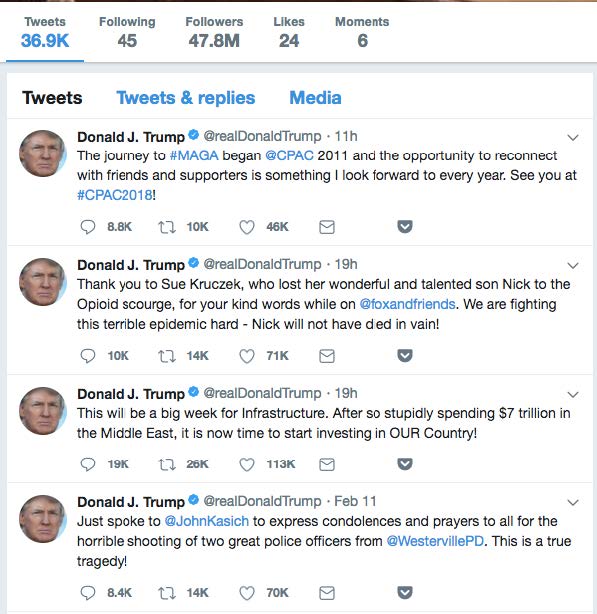 Tweets Following Followers Likes Moments
36.9K 45 47.8M 24 6
Tweets Tweets & replies Media
Donald J. Trump @realDonaldTrump · 11h
The journey to #MAGA began @CPAC 2011 and the opportunity to reconnect
with friends and supporters is something I look forward to every year. See you at
#CPAC2018!
8.8K 10K 46K
Donald J. Trump @realDonaldTrump · 19h
Thank you to Sue Kruczek, who lost her wonderful and talented son Nick to the
Opioid scourge, for your kind words while on @foxandfriends. We are fighting
this terrible epidemic hard - Nick will not have died in vain!
10K 14K 71K
Donald J. Trump @realDonaldTrump · 19h
This will be a big week for Infrastructure. After so stupidly spending $7 trillion in
the Middle East, it is now time to start investing in OUR Country!
19K 26K 113K
Donald J. Trump @realDonaldTrump · Feb 11
Just spoke to @JohnKasich to express condolences and prayers to all for the
horrible shooting of two great police officers from @WestervillePD. This is a true
tragedy!
8.4K 14K 70K